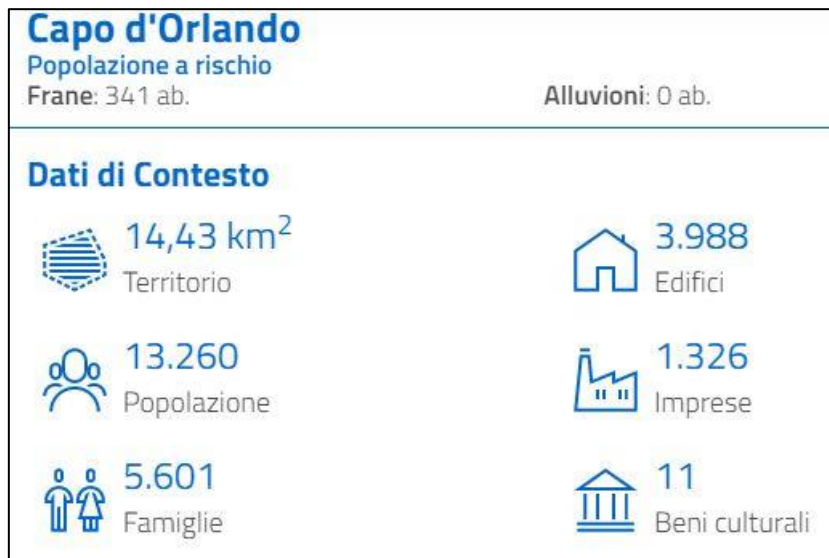 Capo d'Orlando
Popolazione a rischio
Frane: 341 ab. Alluvioni: 0 ab.
Dati di Contesto
14,43 km²
Territorio
3.988
Edifici
13.260
Popolazione
1.326
Imprese
5.601
Famiglie
11
Beni culturali